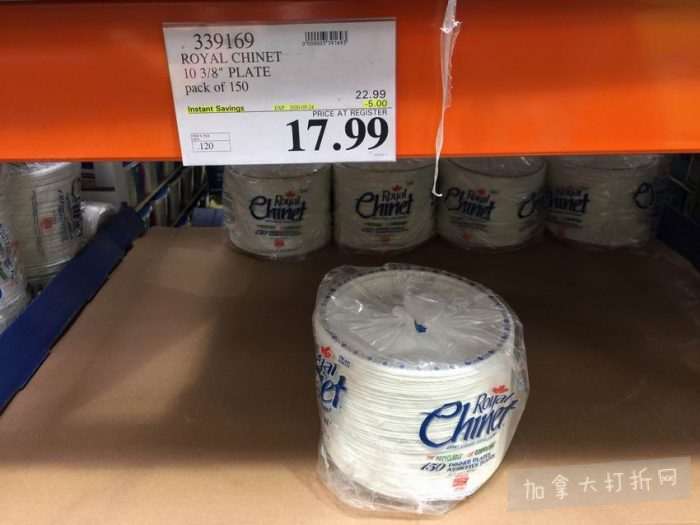 339169
ROYAL CHINET
10 3/8" PLATE
pack of 150
22.99
Instant Savings
-5.00
PRICE AT REGISTER
17.99
.120
Royal
Chinet
Royal
Chinet
Royal
Chinet
Royal
Chinet
Royal
Chinet
150 DINNER PLATES
加拿大打折网